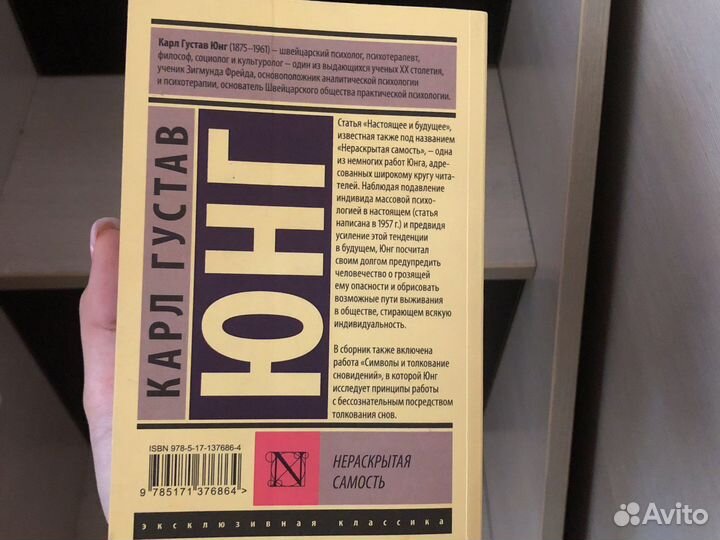 Карл Густав Юнг (1875–1961) – швейцарский психолог, психотерапевт,
философ, социолог и культуролог – один из выдающихся ученых XX столетия,
ученик Зигмунда Фрейда, основоположник аналитической психологии
и психотерапии, основатель Швейцарского общества практической психологии.
КАРЛ ГУСТАВ
ЮНГ
Статья «Настоящее и будущее»,
известная также под названием
«Нераскрытая самость», – одна
из немногих работ Юнга, адре-
сованных широкому кругу чита-
телей. Наблюдая подавление
индивида массовой психо-
логией в настоящем (статья
написана в 1957 г.) и предвидя
усиление этой тенденции
в будущем, Юнг посчитал
своим долгом предупредить
человечество о грозящей
ему опасности и обрисовать
возможные пути выживания
в обществе, стирающем всякую
индивидуальность.
В сборник также включена
работа «Символы и толкование
сновидений», в которой Юнг
исследует принципы работы
с бессознательным посредством
толкования снов.
ISBN 978-5-17-137686-4
9 785171 376864 >
N
НЕРАСКРЫТАЯ
САМОСТЬ
эксклюзивная классика
Avito